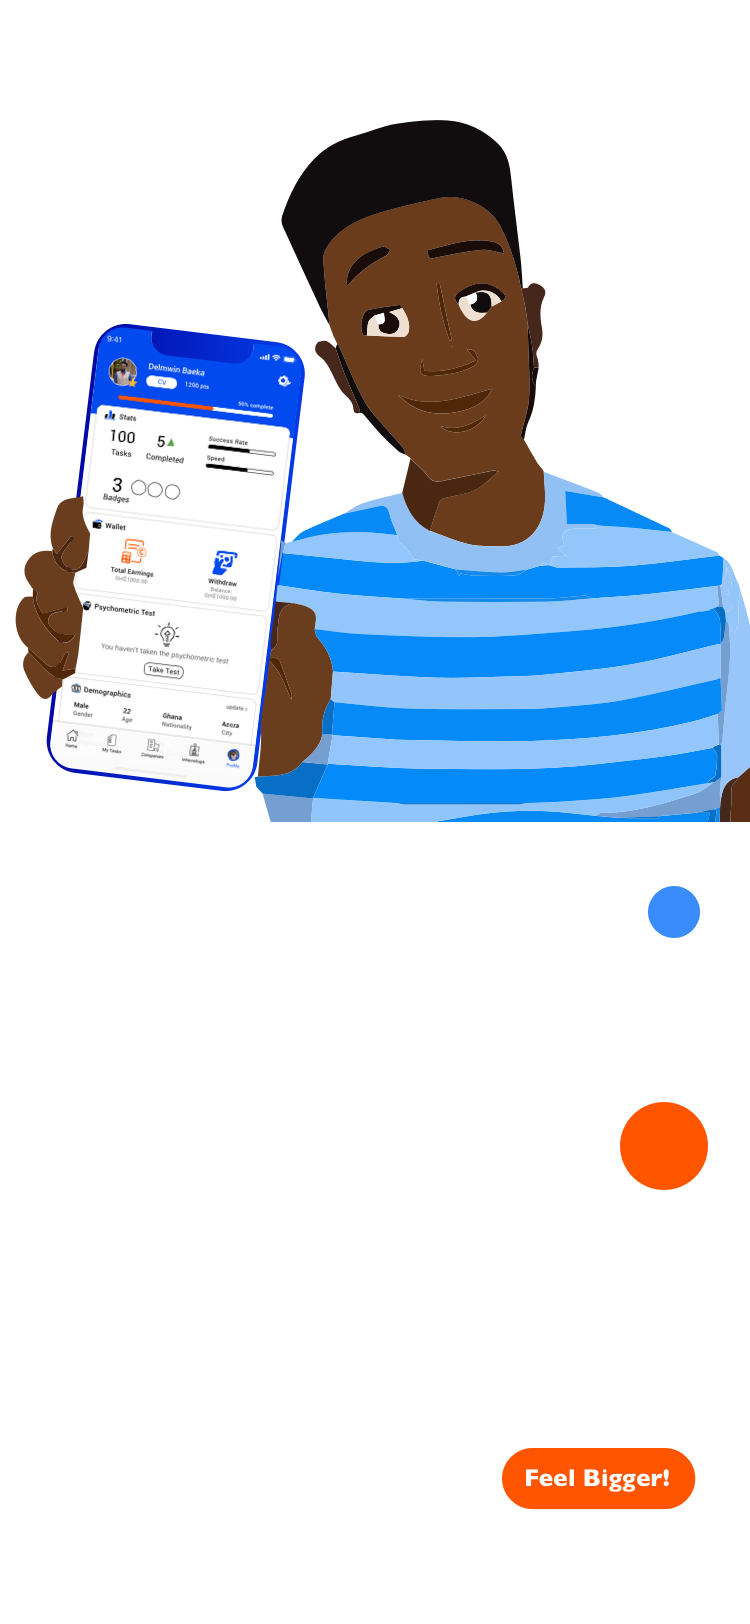 9:41
Delmwin Baeka
CV 1200 pts
50% complete
Stats
100 5 Success Rate
Tasks Completed Speed
3
Badges
Wallet
Total Earnings Withdraw
GH₵1000.00 Balance:
GH₵1000.00
Psychometric Test
You haven't taken the psychometric test
Take Test
Demographics update >
Male 22 Ghana Accra
Gender Age Nationality City
Home My Tasks Companies Internships Profile
Feel Bigger!